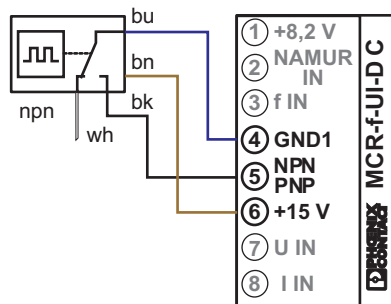 bu
bn
bk
npn
wh
1 +8,2 V
2 NAMUR
IN
3 f IN
4 GND1
5 NPN
PNP
6 +15 V
7 U IN
8 I IN
MCR-f-UI-D C
PHŒNIX
CONTACT